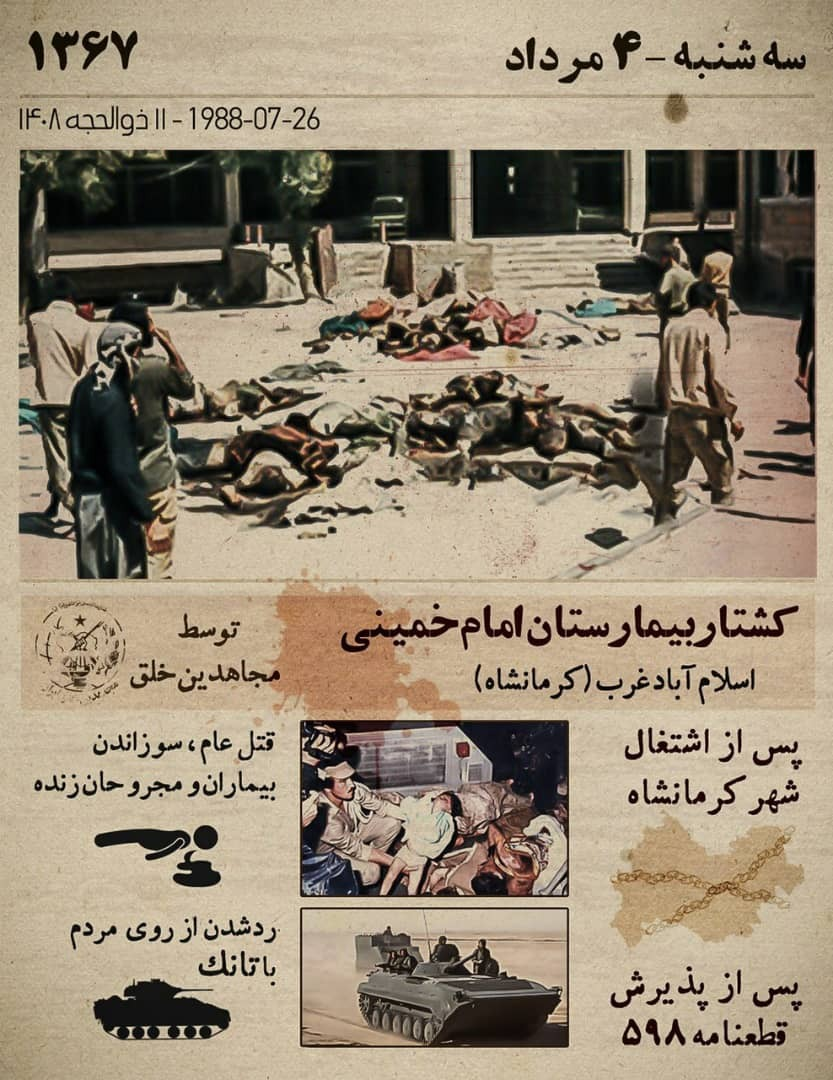 سه شنبه - ۴ مرداد
۱۳۶۷
1988-07-26 - ۱۱ ذوالحجه ۱۴۰۸
کشتار بیمارستان امام خمینی
اسلام آباد غرب (کرمانشاه)
توسط
مجاهدین خلق
پس از اشتغال
شهر کرمانشاه
قتل عام، سوزاندن
بیماران و مجروحان زنده
ردشدن از روی مردم
با تانک
پس از پذیرش
قطعنامه ۵۹۸